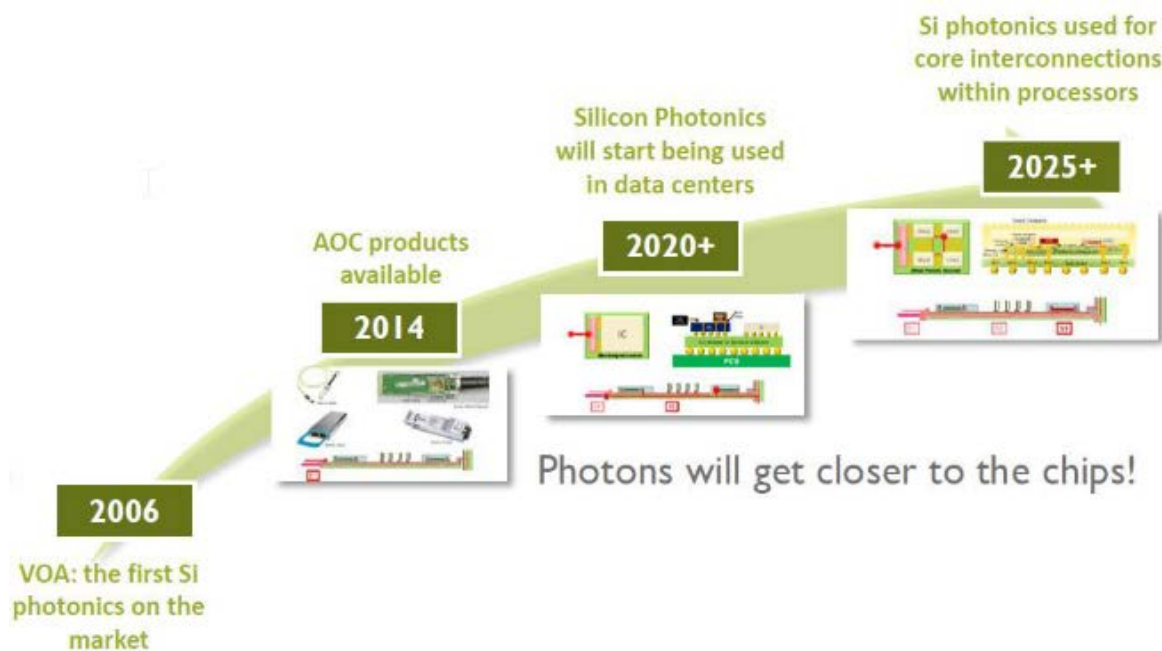 Si photonics used for
core interconnections
within processors
2025+
Silicon Photonics
will start being used
in data centers
2020+
AOC products
available
2014
IC
PCB
Photons will get closer to the chips!
2006
VOA: the first Si
photonics on the
market